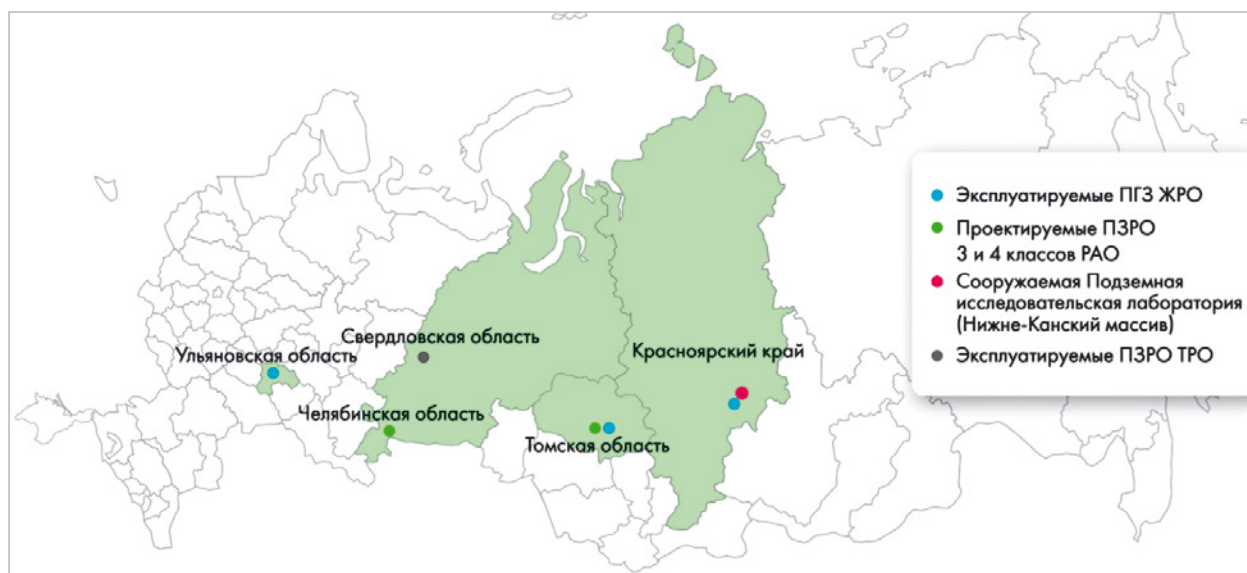 Эксплуатируемые ПГЗ ЖРО
Проектируемые ПЗРО
3 и 4 классов РАО
Сооружаемая Подземная
исследовательская лаборатория
(Нижне-Канский массив)
Эксплуатируемые ПЗРО ТРО
Свердловская область
Ульяновская область
Красноярский край
Челябинская область
Томская область